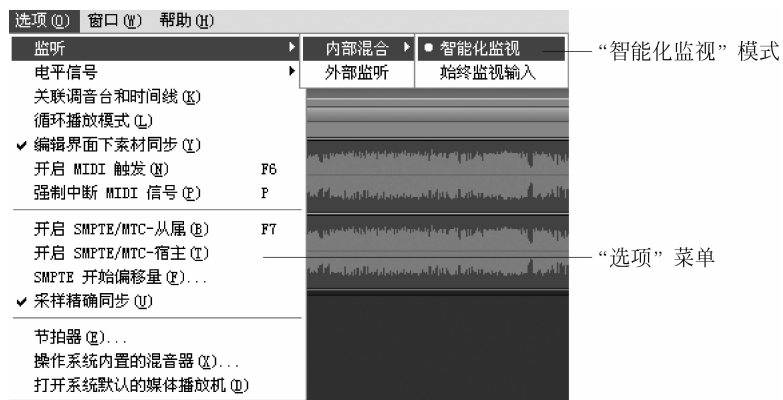 选项(O) 窗口(W) 帮助(H)
监听 内部混合 智能化监视 “智能化监视”模式
电平信号 外部监听 始终监视输入
关联调音台和时间线(K)
循环播放模式(L)
编辑界面下素材同步(Y)
开启 MIDI 触发(N) F6
强制中断 MIDI 信号(P) P
开启 SMPTE/MTC-从属(B) F7
开启 SMPTE/MTC-宿主(T) “选项”菜单
SMPTE 开始偏移量(F)...
采样精确同步(U)
节拍器(E)...
操作系统内置的混音器(X)...
打开系统默认的媒体播放机(D)